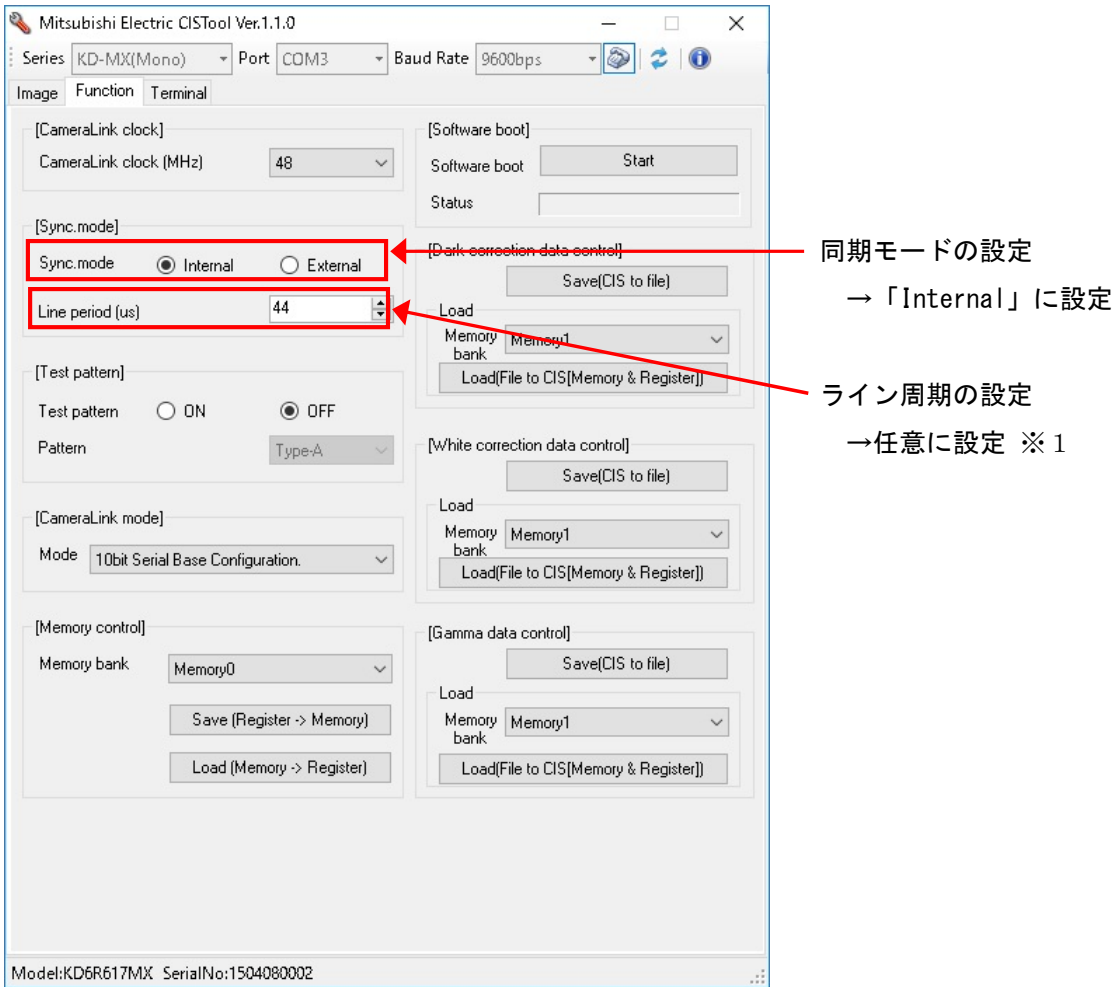 Mitsubishi Electric CISTool Ver.1.1.0
Series KD-MX(Mono) Port COM3 Baud Rate 9600bps
Image Function Terminal
[CameraLink clock]
CameraLink clock (MHz) 48
[Sync.mode]
Sync.mode Internal External
Line period (us) 44
[Test pattern]
Test pattern ON OFF
Pattern Type-A
[CameraLink mode]
Mode 10bit Serial Base Configuration.
[Memory control]
Memory bank Memory0
Save (Register -> Memory)
Load (Memory -> Register)
[Software boot]
Software boot Start
Status
[Dark correction data control]
Save(CIS to file)
Load
Memory bank Memory1
Load(File to CIS[Memory & Register])
[White correction data control]
Save(CIS to file)
Load
Memory bank Memory1
Load(File to CIS[Memory & Register])
[Gamma data control]
Save(CIS to file)
Load
Memory bank Memory1
Load(File to CIS[Memory & Register])
Model:KD6R617MX SerialNo:1504080002
同期モードの設定
→「Internal」に設定
ライン周期の設定
→任意に設定 ※1